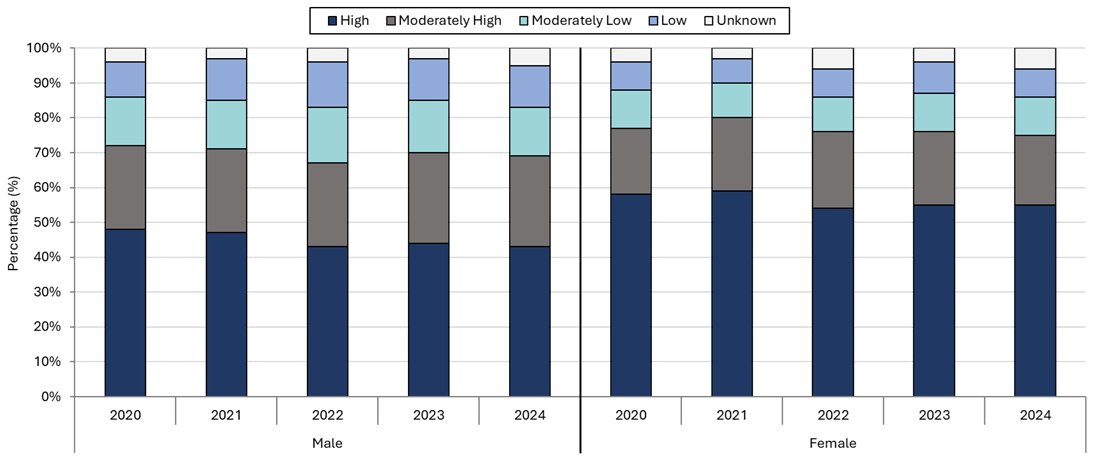 High Moderately High Moderately Low Low Unknown
100%
90%
80%
70%
60%
50%
40%
30%
20%
10%
0%
Percentage (%)
2020 2021 2022 2023 2024 2020 2021 2022 2023 2024
Male Female